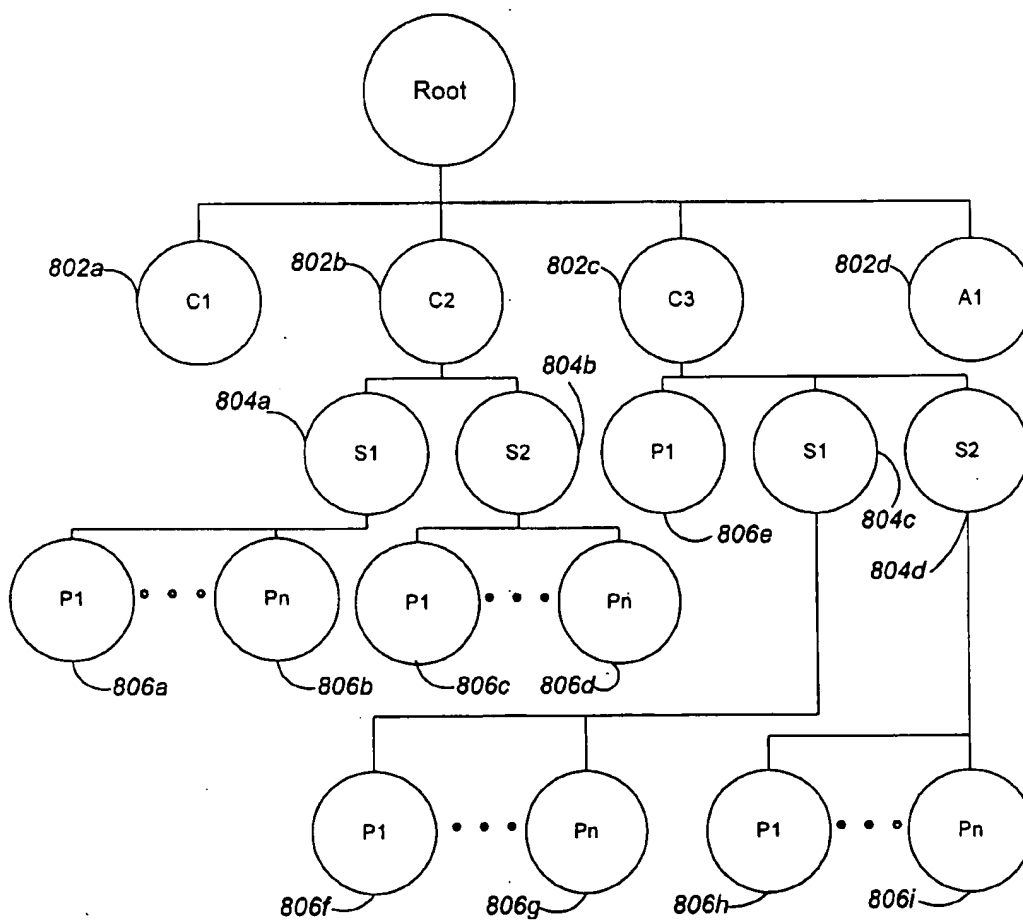 Root
802a
802b
802c
802d
C1
C2
C3
A1
804a
804b
S1
S2
P1
S1
S2
806e
804c
804d
P1
Pn
P1
Pn
806a
806b
806c
806d
P1
Pn
P1
Pn
806f
806g
806h
806i